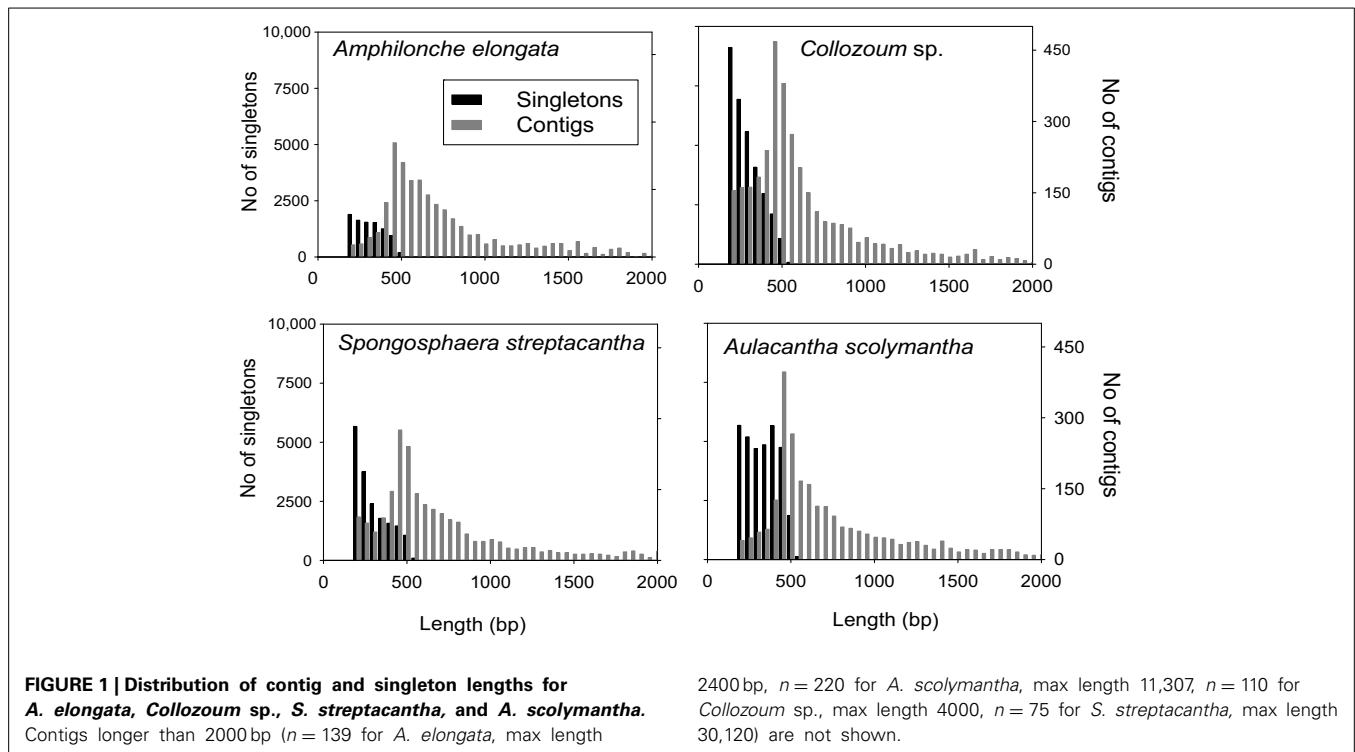 Amphilonche elongata
10,000
7500
5000
2500
0
No of singletons
Singletons
Contigs
0 500 1000 1500 2000
Collozoum sp.
450
300
150
0
No of contigs
0 500 1000 1500 2000
Spongosphaera streptacantha
10,000
7500
5000
2500
0
No of singletons
0 500 1000 1500 2000
Length (bp)
Aulacantha scolymantha
450
300
150
0
No of contigs
0 500 1000 1500 2000
Length (bp)
FIGURE 1 | Distribution of contig and singleton lengths for
A. elongata, Collozoum sp., S. streptacantha, and A. scolymantha.
Contigs longer than 2000 bp (n = 139 for A. elongata, max length
2400 bp, n = 220 for A. scolymantha, max length 11,307, n = 110 for
Collozoum sp., max length 4000, n = 75 for S. streptacantha, max length
30,120) are not shown.